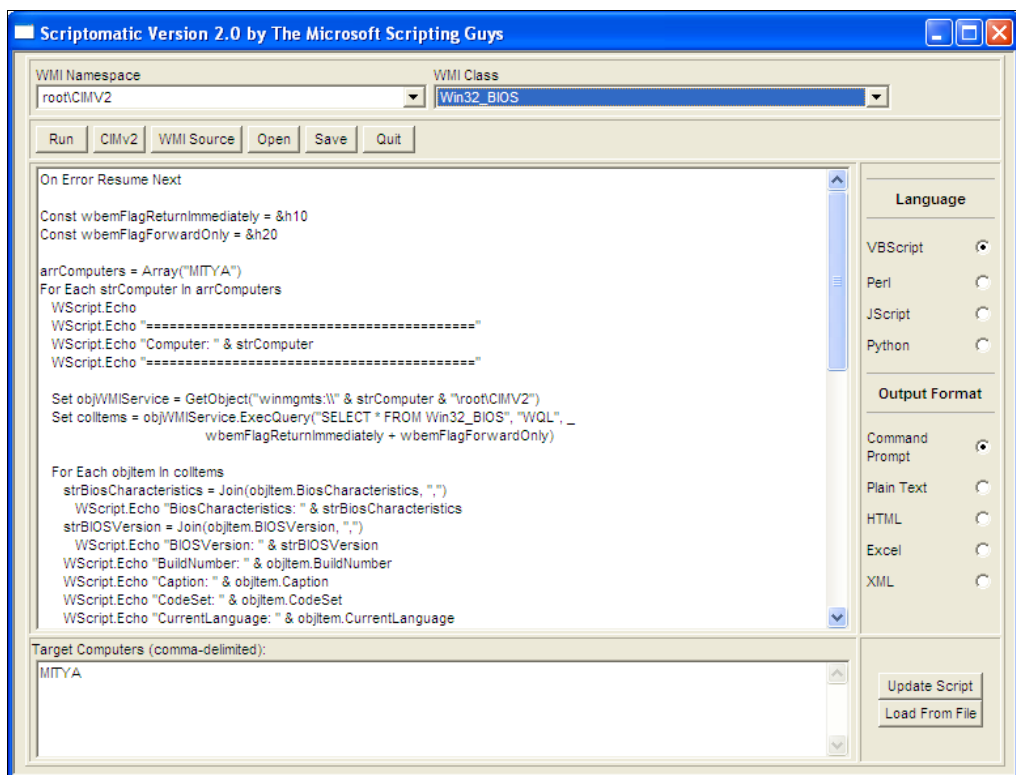 Scriptomatic Version 2.0 by The Microsoft Scripting Guys
WMI Namespace
WMI Class
root\CIMV2
Win32_BIOS
Run
CIMv2
WMI Source
Open
Save
Quit
On Error Resume Next
Const wbemFlagReturnImmediately = &h10
Const wbemFlagForwardOnly = &h20
arrComputers = Array("MITYA")
For Each strComputer In arrComputers
WScript.Echo
WScript.Echo "=========================================="
WScript.Echo "Computer: " & strComputer
WScript.Echo "=========================================="
Set objWMIService = GetObject("winmgmts:\\" & strComputer & "\root\CIMV2")
Set colItems = objWMIService.ExecQuery("SELECT * FROM Win32_BIOS", "WQL", _
wbemFlagReturnImmediately + wbemFlagForwardOnly)
For Each objItem In colItems
strBiosCharacteristics = Join(objItem.BiosCharacteristics, ",")
WScript.Echo "BiosCharacteristics: " & strBiosCharacteristics
strBIOSVersion = Join(objItem.BIOSVersion, ",")
WScript.Echo "BIOSVersion: " & strBIOSVersion
WScript.Echo "BuildNumber: " & objItem.BuildNumber
WScript.Echo "Caption: " & objItem.Caption
WScript.Echo "CodeSet: " & objItem.CodeSet
WScript.Echo "CurrentLanguage: " & objItem.CurrentLanguage
Language
VBScript
Perl
JScript
Python
Output Format
Command
Prompt
Plain Text
HTML
Excel
XML
Target Computers (comma-delimited):
MITYA
Update Script
Load From File